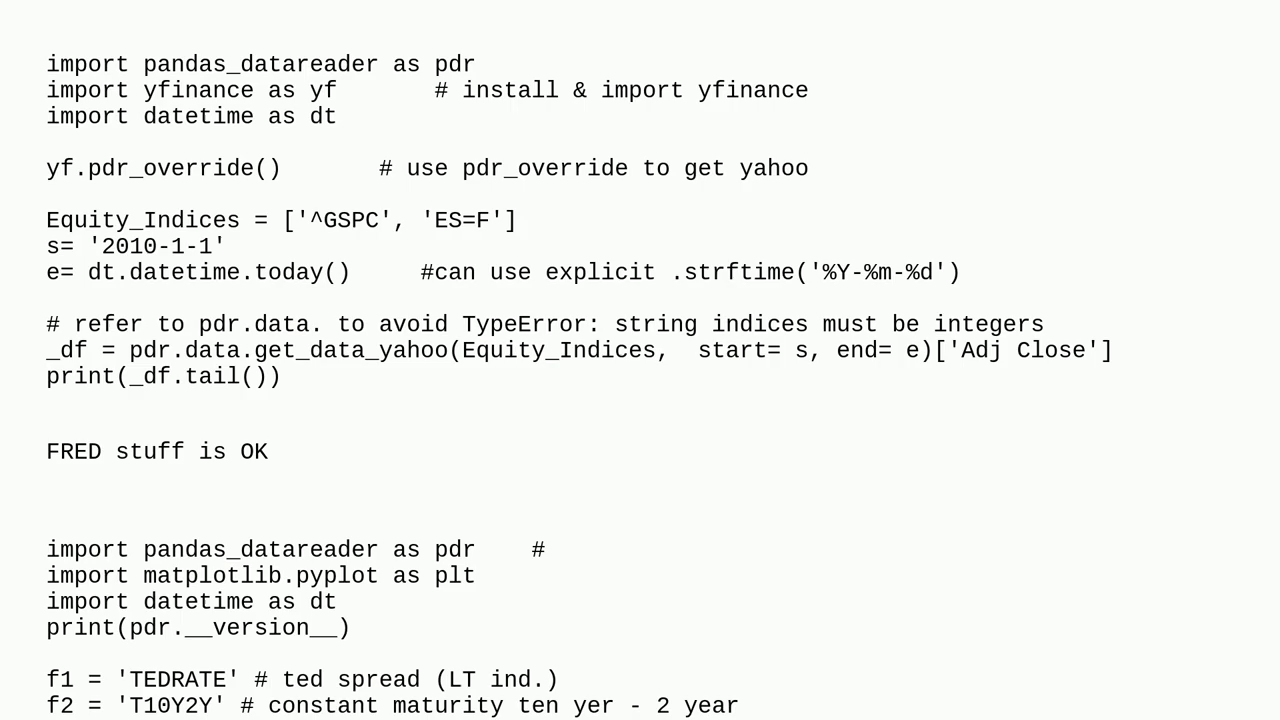 import pandas_datareader as pdr
import yfinance as yf       # install & import yfinance
import datetime as dt
yf.pdr_override()       # use pdr_override to get yahoo
Equity_Indices = ['^GSPC', 'ES=F']
s= '2010-1-1'
e= dt.datetime.today()     #can use explicit .strftime('%Y-%m-%d')
# refer to pdr.data. to avoid TypeError: string indices must be integers
_df = pdr.data.get_data_yahoo(Equity_Indices,  start= s, end= e)['Adj Close']
print(_df.tail())
FRED stuff is OK
import pandas_datareader as pdr    #
import matplotlib.pyplot as plt
import datetime as dt
print(pdr.__version__)
f1 = 'TEDRATE' # ted spread (LT ind.)
f2 = 'T10Y2Y' # constant maturity ten yer - 2 year